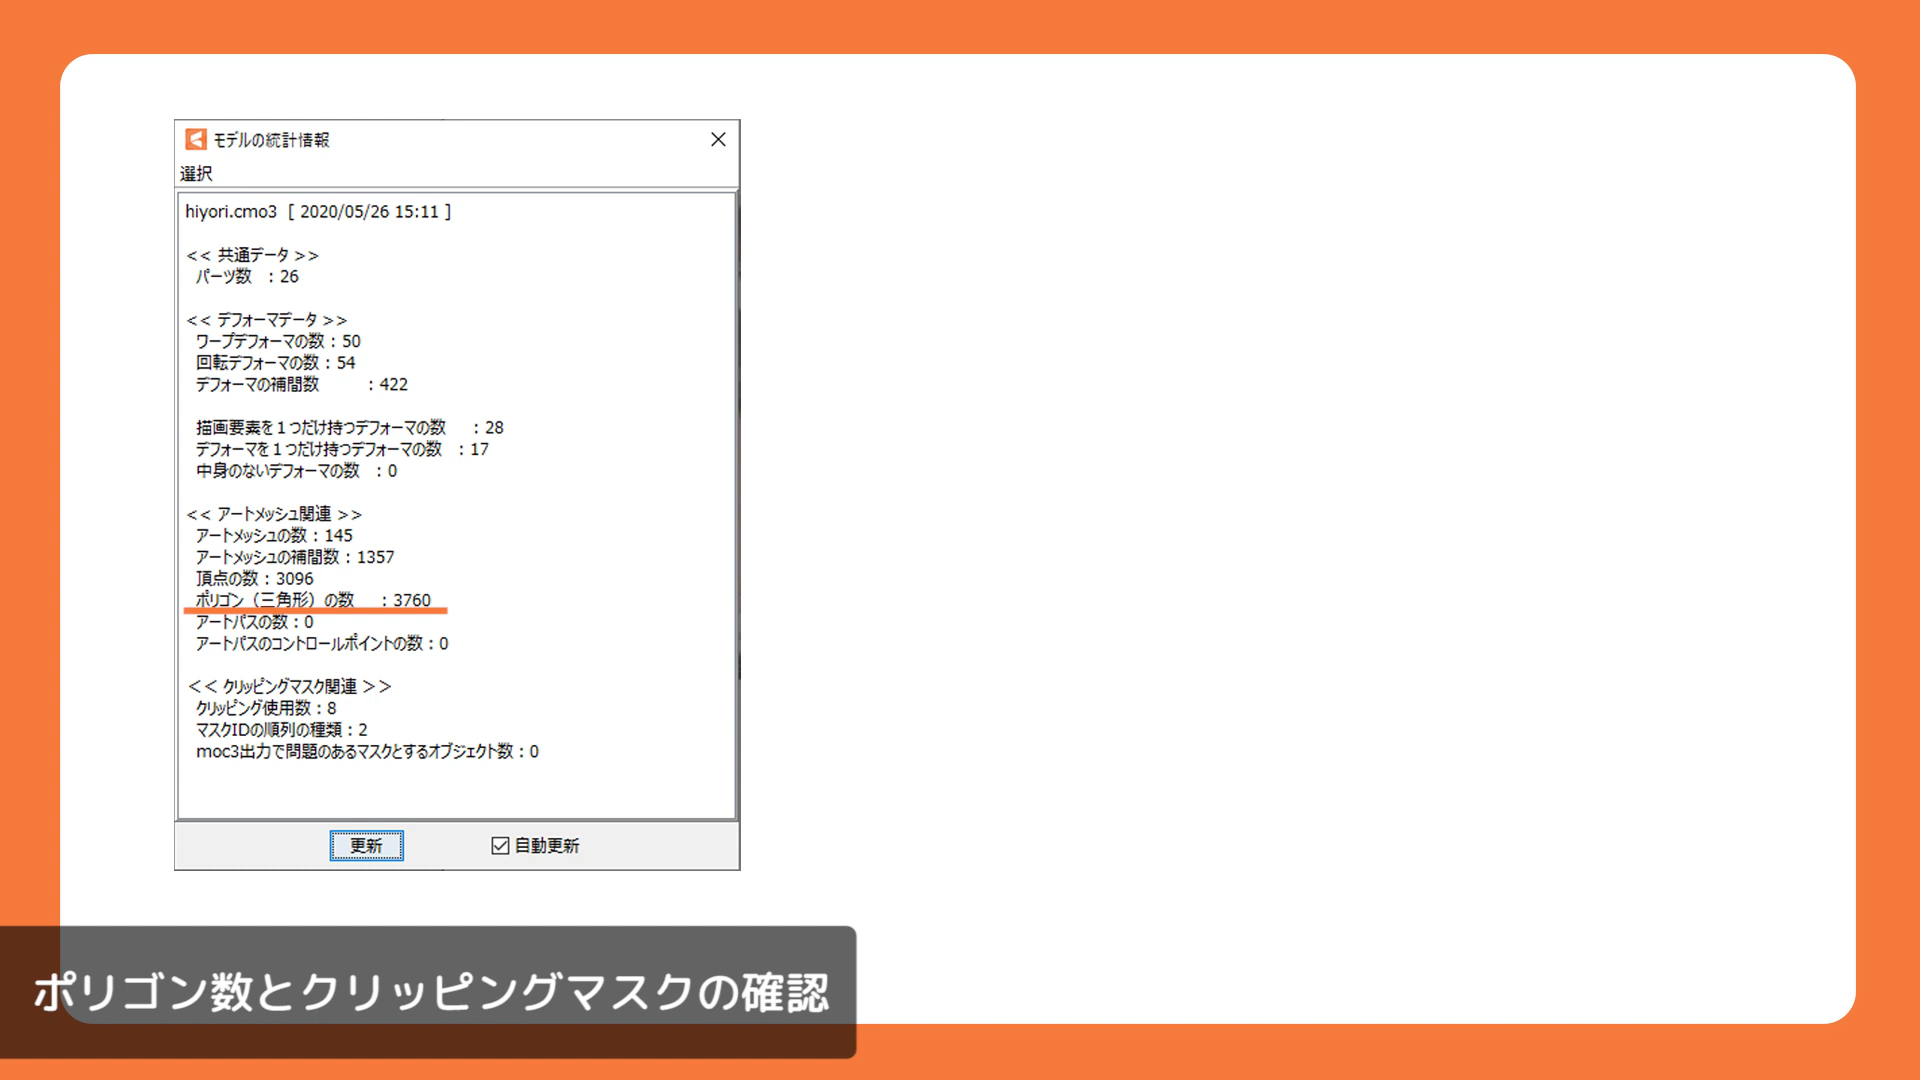 モデルの統計情報
選択
hiyori.cmo3 [ 2020/05/26 15:11 ]
<< 共通データ >>
パーツ数 : 26
<< デフォーマデータ >>
ワープデフォーマの数 : 50
回転デフォーマの数 : 54
デフォーマの補間数 : 422
描画要素を1つだけ持つデフォーマの数 : 28
デフォーマを1つだけ持つデフォーマの数 : 17
中身のないデフォーマの数 : 0
<< アートメッシュ関連 >>
アートメッシュの数 : 145
アートメッシュの補間数 : 1357
頂点の数 : 3096
ポリゴン（三角形）の数 : 3760
アートパスの数 : 0
アートパスのコントロールポイントの数 : 0
<< クリッピングマスク関連 >>
クリッピング使用数 : 8
マスクIDの順列の種類 : 2
moc3出力で問題のあるマスクとするオブジェクト数 : 0
更新
自動更新
ポリゴン数とクリッピングマスクの確認